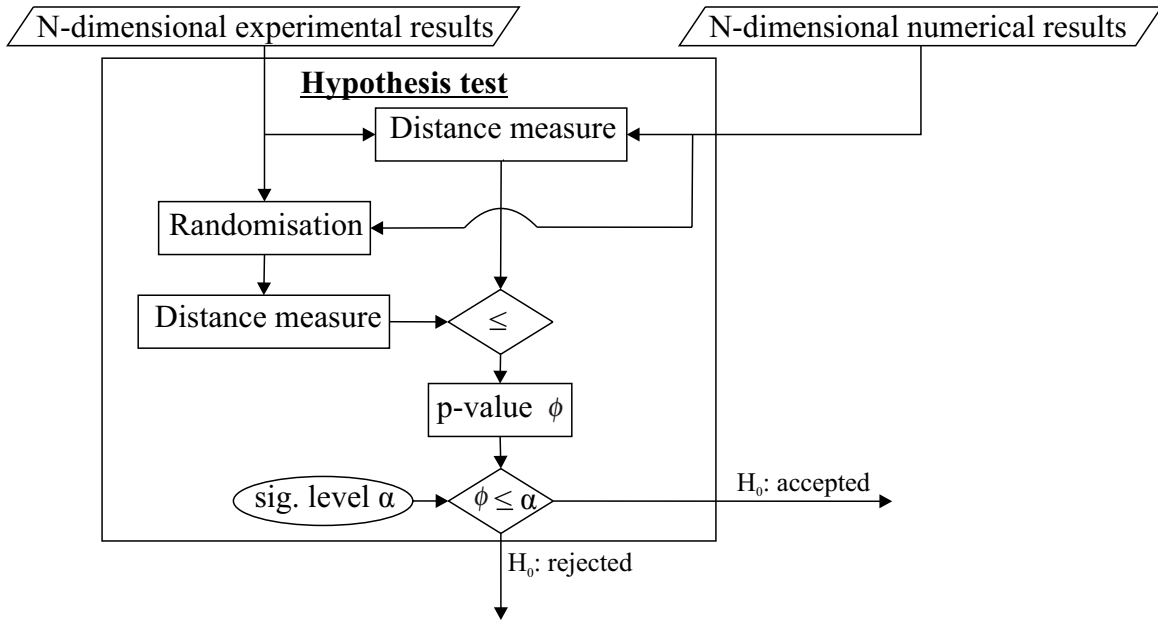 N-dimensional experimental results
N-dimensional numerical results
Hypothesis test
Distance measure
Randomisation
Distance measure
≤
p-value ϕ
sig. level α
ϕ ≤ α
H₀: accepted
H₀: rejected